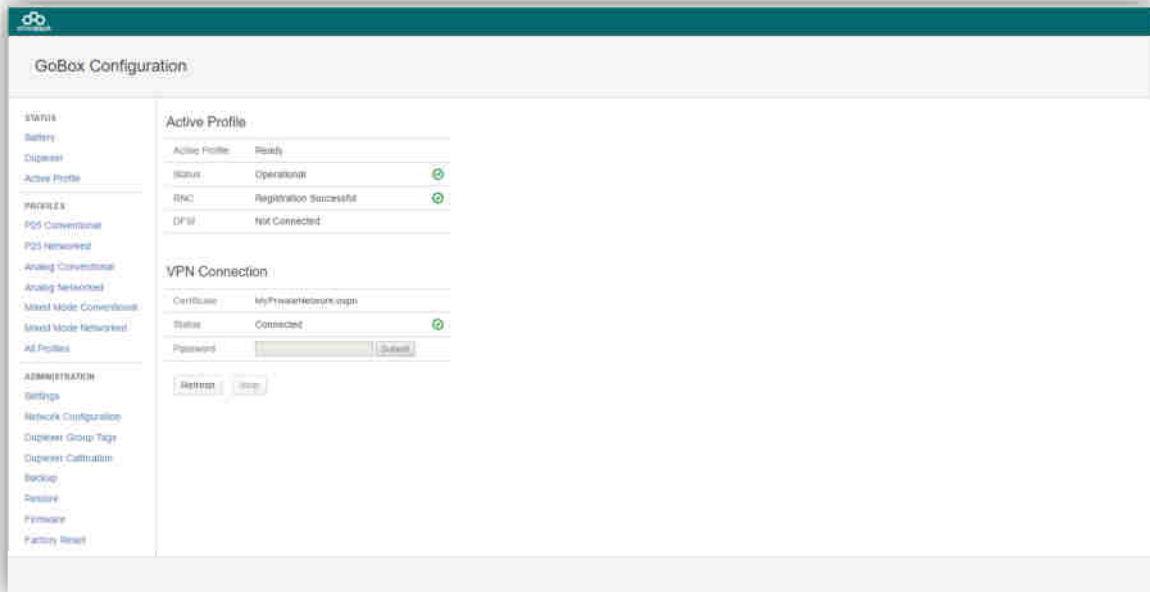 GoBox Configuration
STATUS
Battery
Duplexer
Active Profile
PROFILES
P25 Conventional
P25 Networked
Analog Conventional
Analog Networked
Mixed Mode Conventional
Mixed Mode Networked
All Profiles
ADMINISTRATION
Settings
Network Configuration
Duplexer Group Tags
Duplexer Calibration
Backup
Restore
Firmware
Factory Reset
Active Profile
Active Profile Ready
Status Operational
RNC Registration Successful
DFSI Not Connected
VPN Connection
Certificate MyPrivateNetwork.ovpn
Status Connected
Password Submit
Refresh Stop